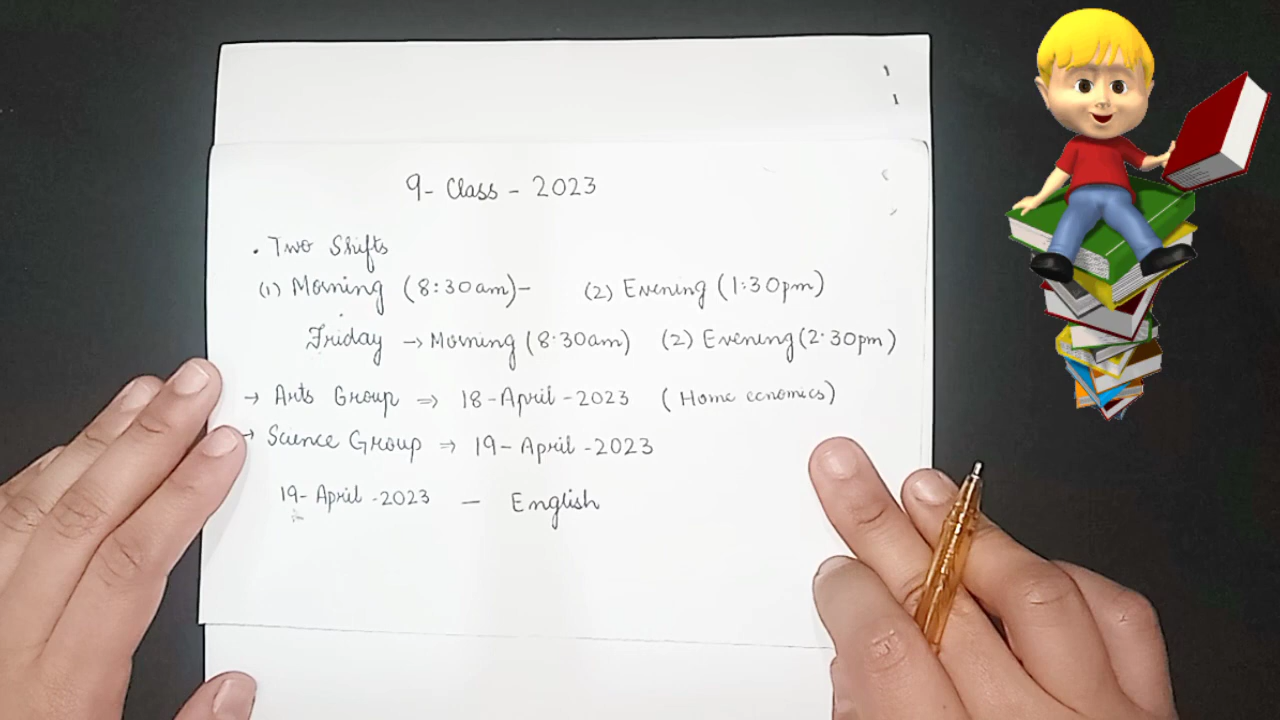 9- Class - 2023
. Two Shifts
(1) Morning (8:30am)- (2) Evening (1:30pm)
Friday → Morning (8:30am) (2) Evening (2:30pm)
→ Arts Group ⇒ 18-April-2023 (Home ecnomics)
→ Science Group ⇒ 19-April-2023
19-April-2023 — English